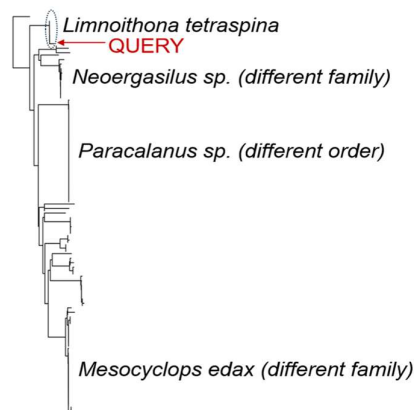 Limnoithona tetraspina
QUERY
Neoergasilus sp. (different family)
Paracalanus sp. (different order)
Mesocyclops edax (different family)